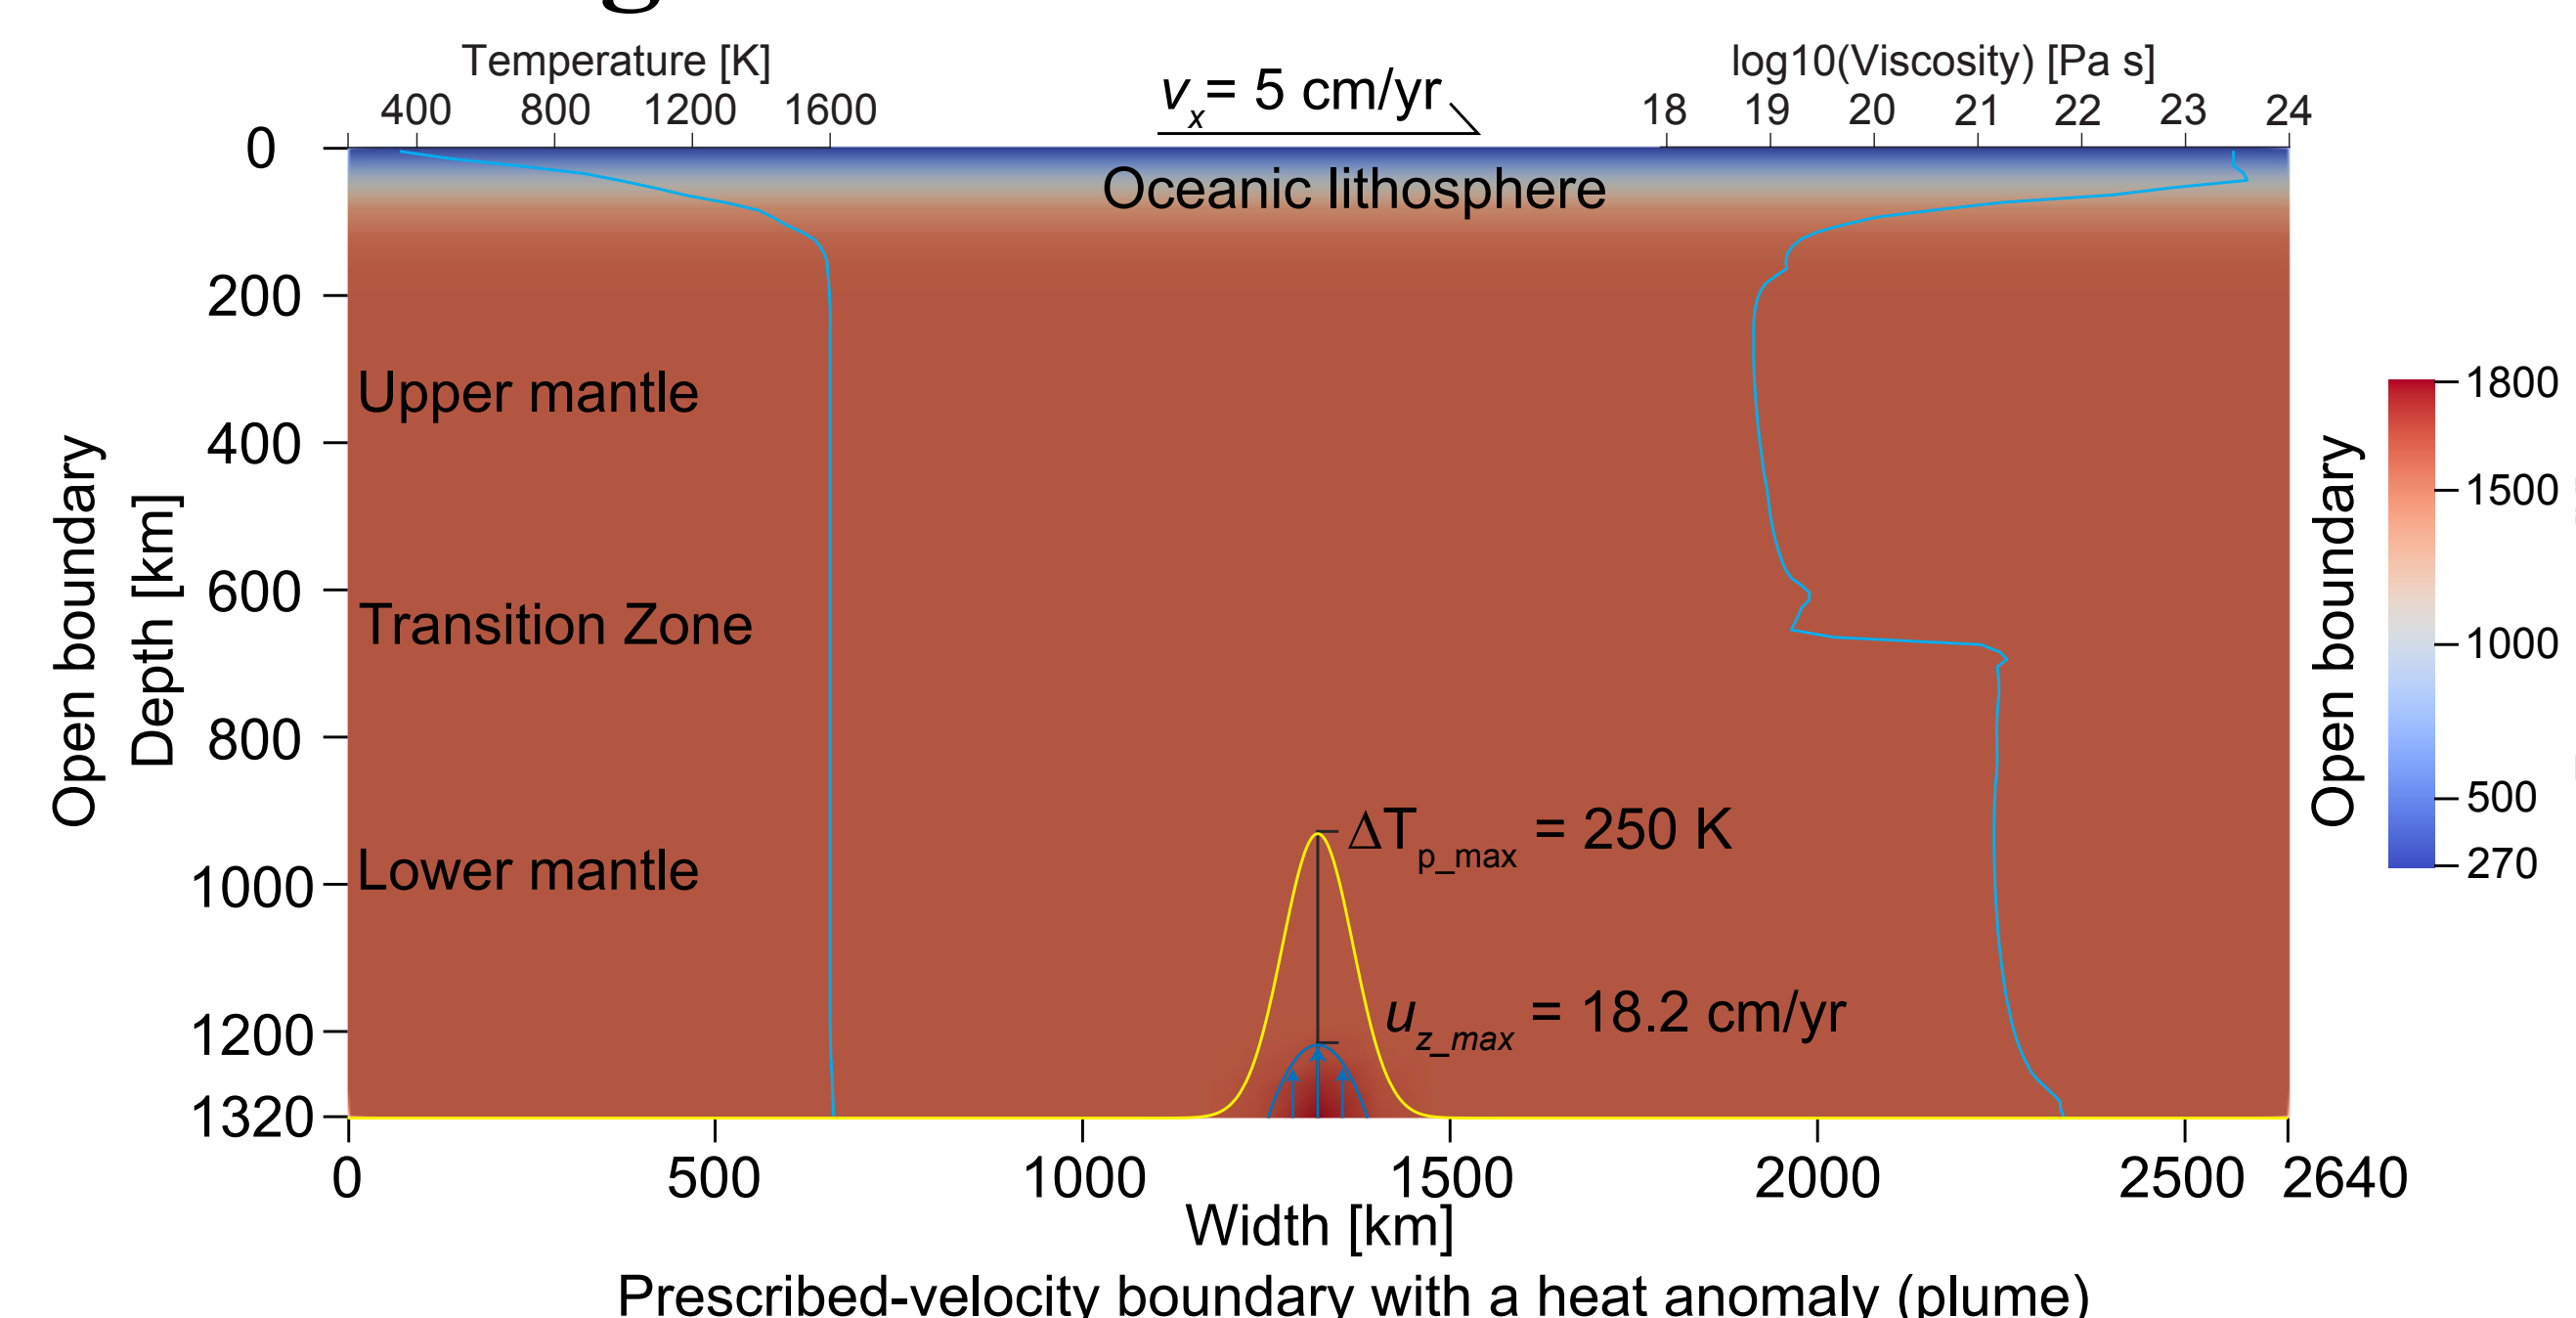 Temperature [K]
400 800 1200 1600
v_x = 5 cm/yr
log10(Viscosity) [Pa s]
18 19 20 21 22 23 24
Oceanic lithosphere
Upper mantle
Transition Zone
Lower mantle
Open boundary
Depth [km]
0
200
400
600
800
1000
1200
1320
ΔT_p_max = 250 K
u_z_max = 18.2 cm/yr
Open boundary
1800
1500
1000
500
270
0 500 1000 1500 2000 2500 2640
Width [km]
Prescribed-velocity boundary with a heat anomaly (plume)